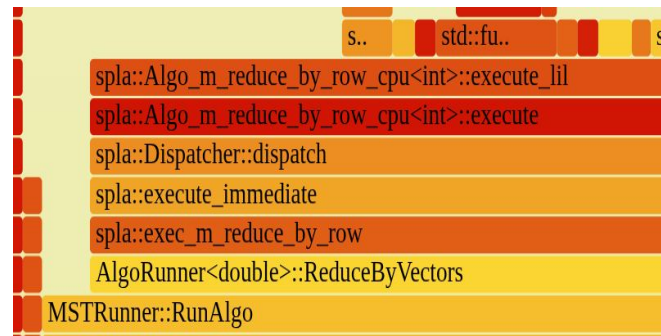 s.. std::fu.. s
spla::Algo_m_reduce_by_row_cpu<int>::execute_lil
spla::Algo_m_reduce_by_row_cpu<int>::execute
spla::Dispatcher::dispatch
spla::execute_immediate
spla::exec_m_reduce_by_row
AlgoRunner<double>::ReduceByVectors
MSTRunner::RunAlgo